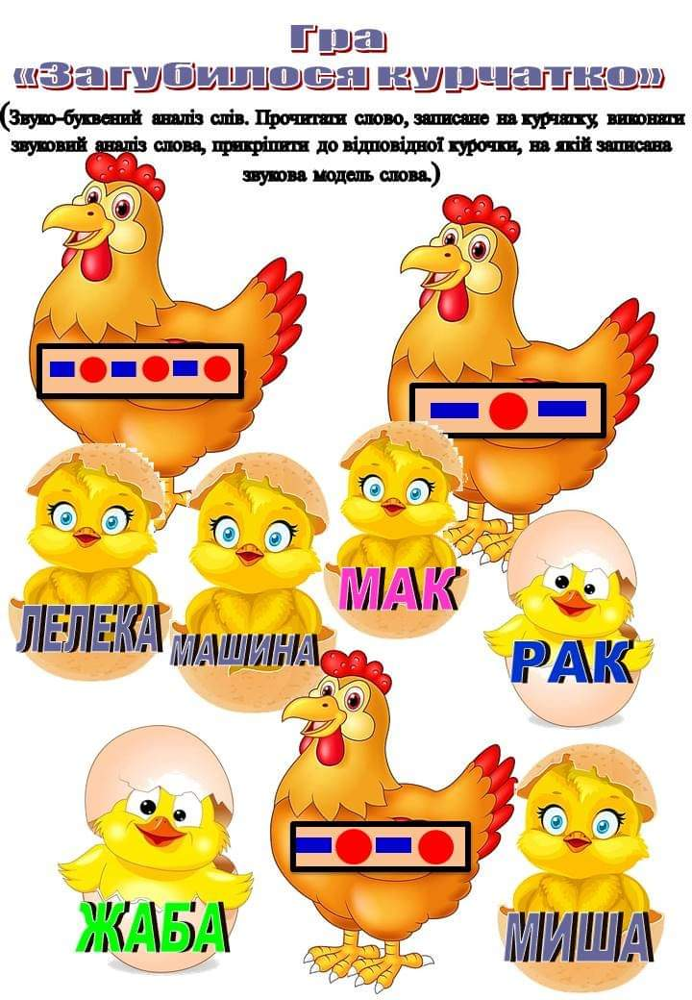 Гра
«Загубилося курчатко»
(Звуко-буквений аналіз слів. Прочитати слово, записане на курчатку, виконати
звуковий аналіз слова, прикріпити до відповідної курочки, на якій записана
звукова модель слова.)
МАК
ЛЕЛЕКА
МАШИНА
РАК
ЖАБА
МИША